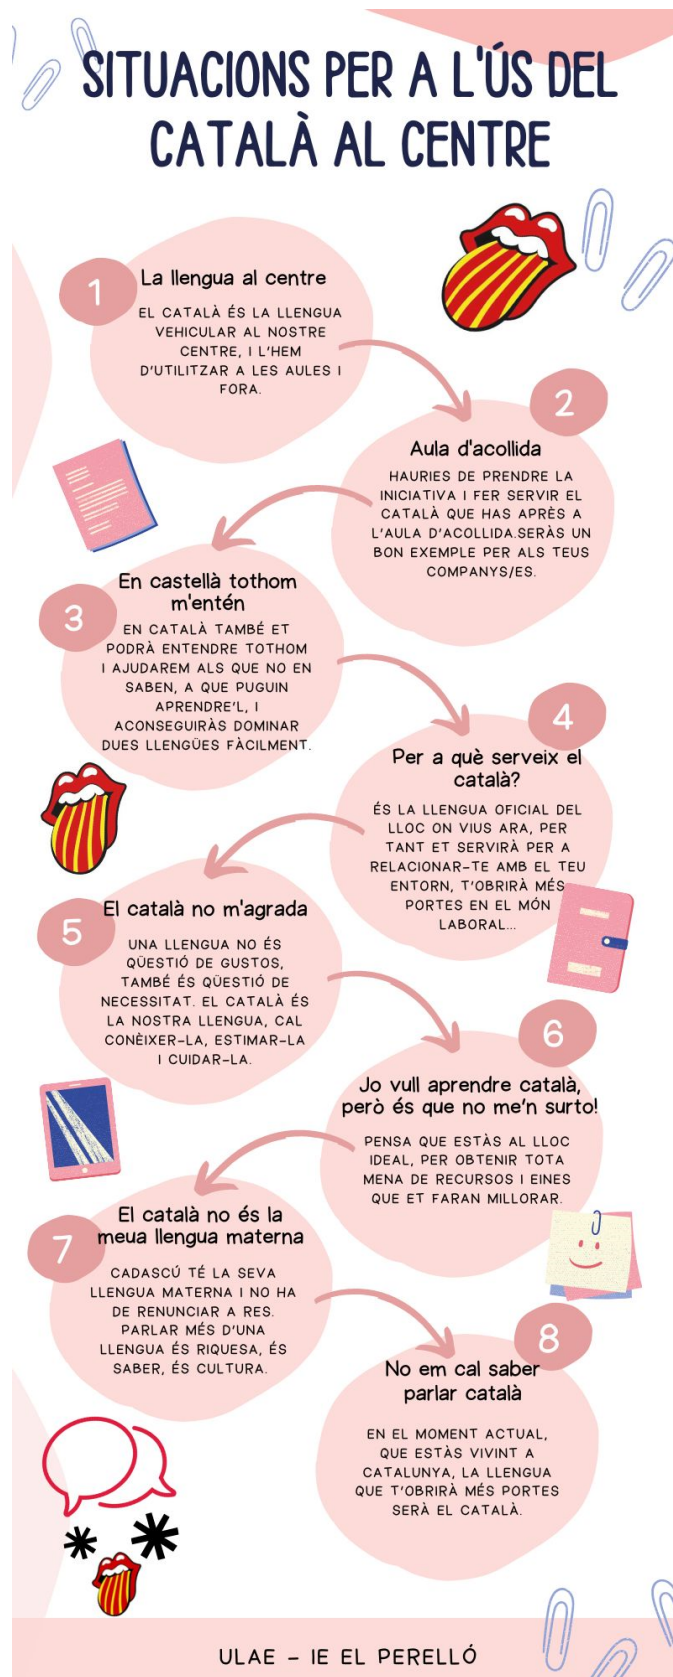 SITUACIONS PER A L'ÚS DEL
CATALÀ AL CENTRE
1
La llengua al centre
EL CATALÀ ÉS LA LLENGUA
VEHICULAR AL NOSTRE
CENTRE, I L'HEM
D'UTILITZAR A LES AULES I
FORA.
2
Aula d'acollida
HAURIES DE PRENDRE LA
INICIATIVA I FER SERVIR EL
CATALÀ QUE HAS APRÈS A
L'AULA D'ACOLLIDA.SERÀS UN
BON EXEMPLE PER ALS TEUS
COMPANYS/ES.
3
En castellà tothom
m'entén
EN CATALÀ TAMBÉ ET
PODRÀ ENTENDRE TOTHOM
I AJUDAREM ALS QUE NO EN
SABEN, A QUE PUGUIN
APRENDRE'L, I
ACONSEGUIRÀS DOMINAR
DUES LLENGÜES FÀCILMENT.
4
Per a què serveix el
català?
ÉS LA LLENGUA OFICIAL DEL
LLOC ON VIUS ARA, PER
TANT ET SERVIRÀ PER A
RELACIONAR-TE AMB EL TEU
ENTORN, T'OBRIRÀ MÉS
PORTES EN EL MÓN
LABORAL...
5
El català no m'agrada
UNA LLENGUA NO ÉS
QÜESTIÓ DE GUSTOS,
TAMBÉ ÉS QÜESTIÓ DE
NECESSITAT. EL CATALÀ ÉS
LA NOSTRA LLENGUA, CAL
CONÈIXER-LA, ESTIMAR-LA
I CUIDAR-LA.
6
Jo vull aprendre català,
però és que no me'n surto!
PENSA QUE ESTÀS AL LLOC
IDEAL, PER OBTENIR TOTA
MENA DE RECURSOS I EINES
QUE ET FARAN MILLORAR.
7
El català no és la
meua llengua materna
CADASCÚ TÉ LA SEVA
LLENGUA MATERNA I NO HA
DE RENUNCIAR A RES.
PARLAR MÉS D'UNA
LLENGUA ÉS RIQUESA, ÉS
SABER, ÉS CULTURA.
8
No em cal saber
parlar català
EN EL MOMENT ACTUAL,
QUE ESTÀS VIVINT A
CATALUNYA, LA LLENGUA
QUE T'OBRIRÀ MÉS PORTES
SERÀ EL CATALÀ.
ULAE - IE EL PERELLÓ